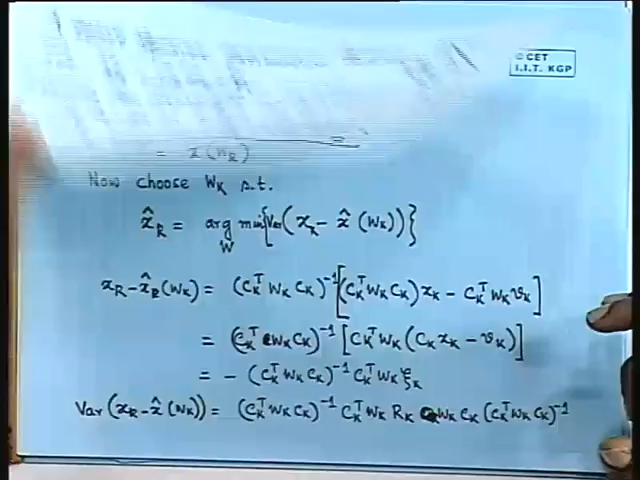 © CET
I.I.T. KGP
= x̂(W_K)
Now choose W_K s.t.
x̂_K = arg min_W {Var(x_K − x̂(W_K))}
x_K − x̂_K(W_K) = (C_K^T W_K C_K)^{-1} [(C_K^T W_K C_K) x_K − C_K^T W_K v_K]
= (C_K^T W_K C_K)^{-1} [C_K^T W_K (C_K x_K − v_K)]
= − (C_K^T W_K C_K)^{-1} C_K^T W_K ξ_K
Var(x_K − x̂(W_K)) = (C_K^T W_K C_K)^{-1} C_K^T W_K R_K W_K C_K (C_K^T W_K C_K)^{-1}